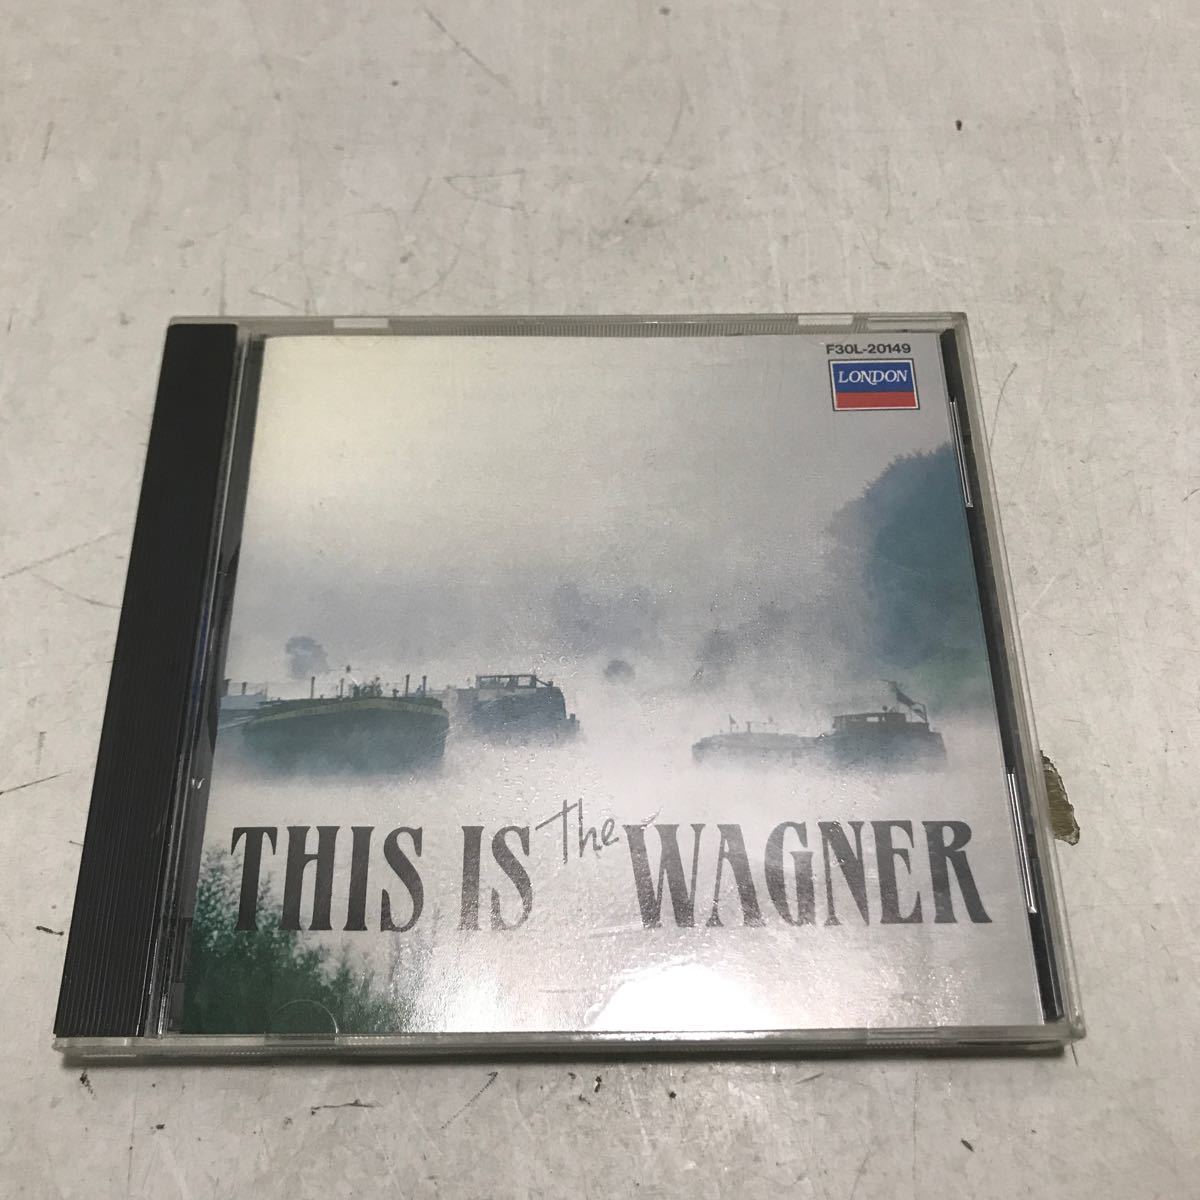 F30L-20149
LONDON
THIS IS The WAGNER